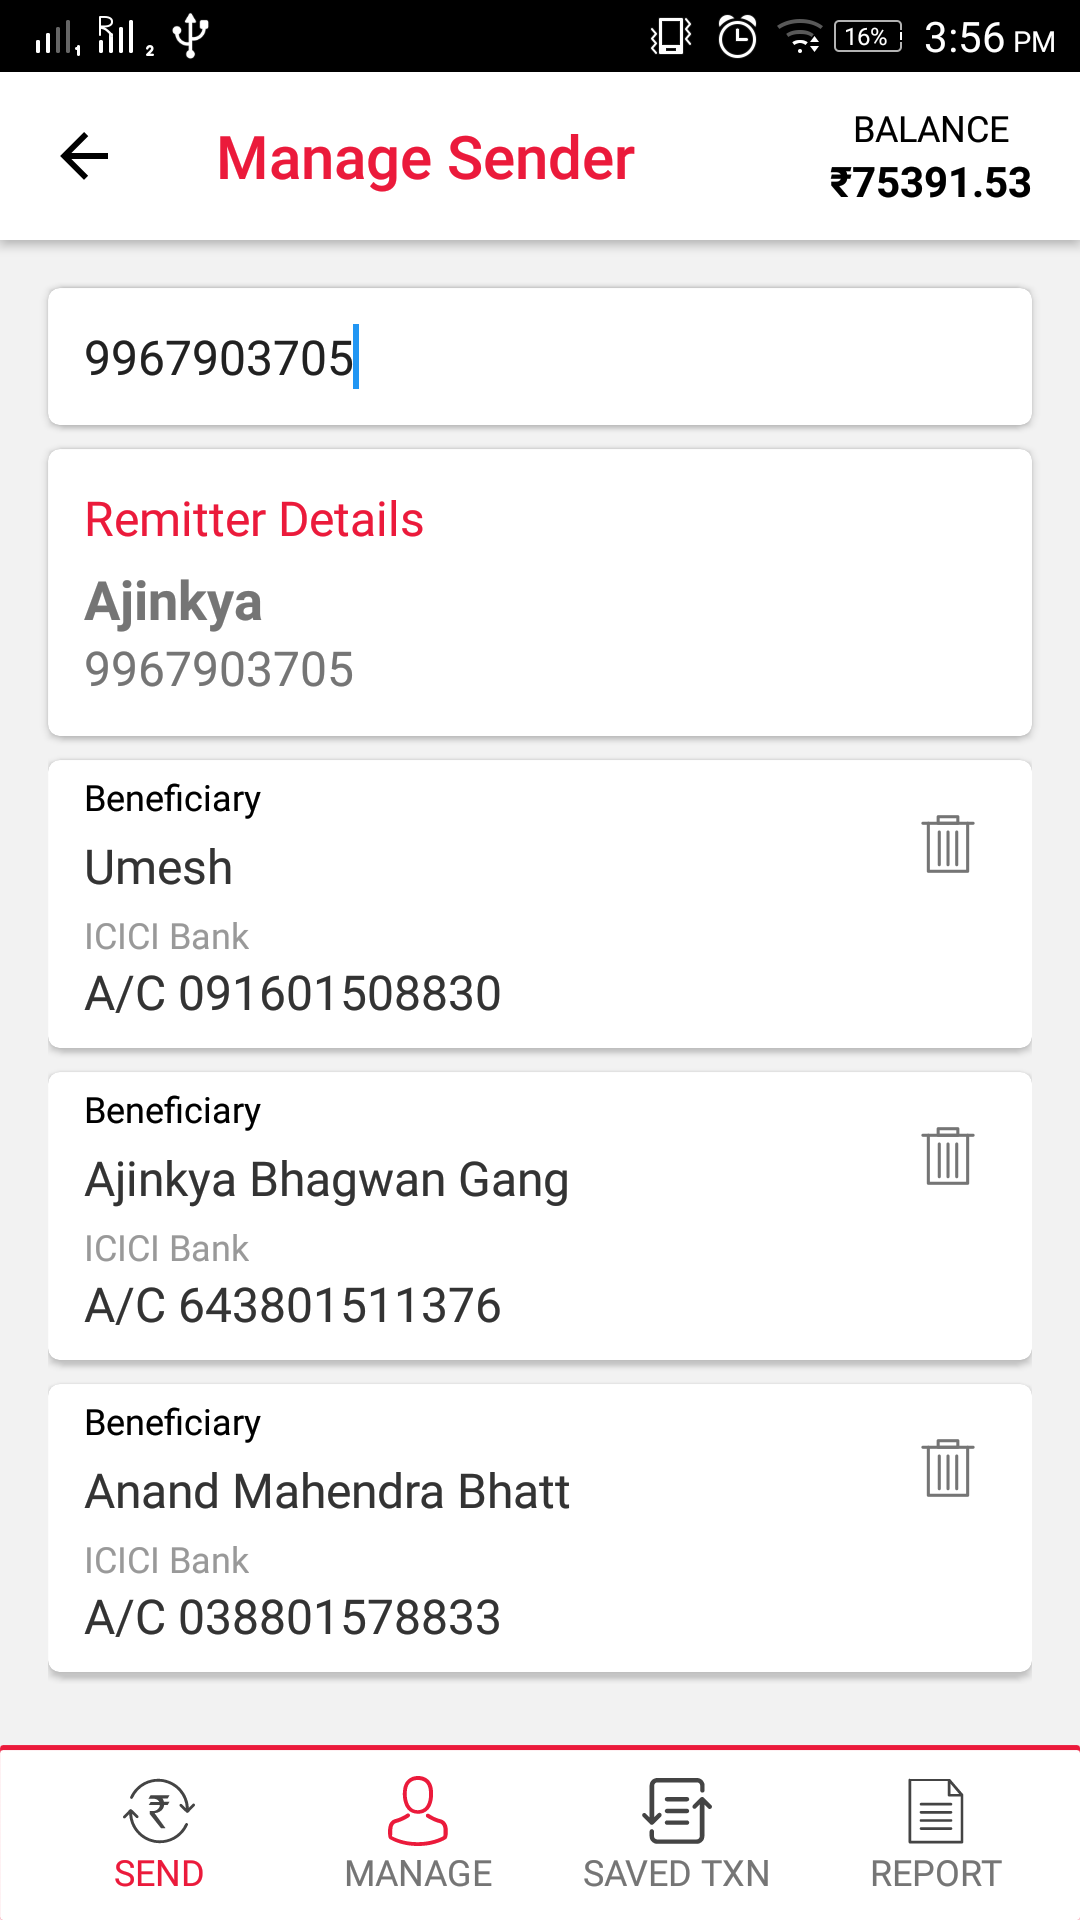 1 R 2 16% 3:56 PM
Manage Sender
BALANCE
₹75391.53
9967903705
Remitter Details
Ajinkya
9967903705
Beneficiary
Umesh
ICICI Bank
A/C 091601508830
Beneficiary
Ajinkya Bhagwan Gang
ICICI Bank
A/C 643801511376
Beneficiary
Anand Mahendra Bhatt
ICICI Bank
A/C 038801578833
₹
SEND MANAGE SAVED TXN REPORT